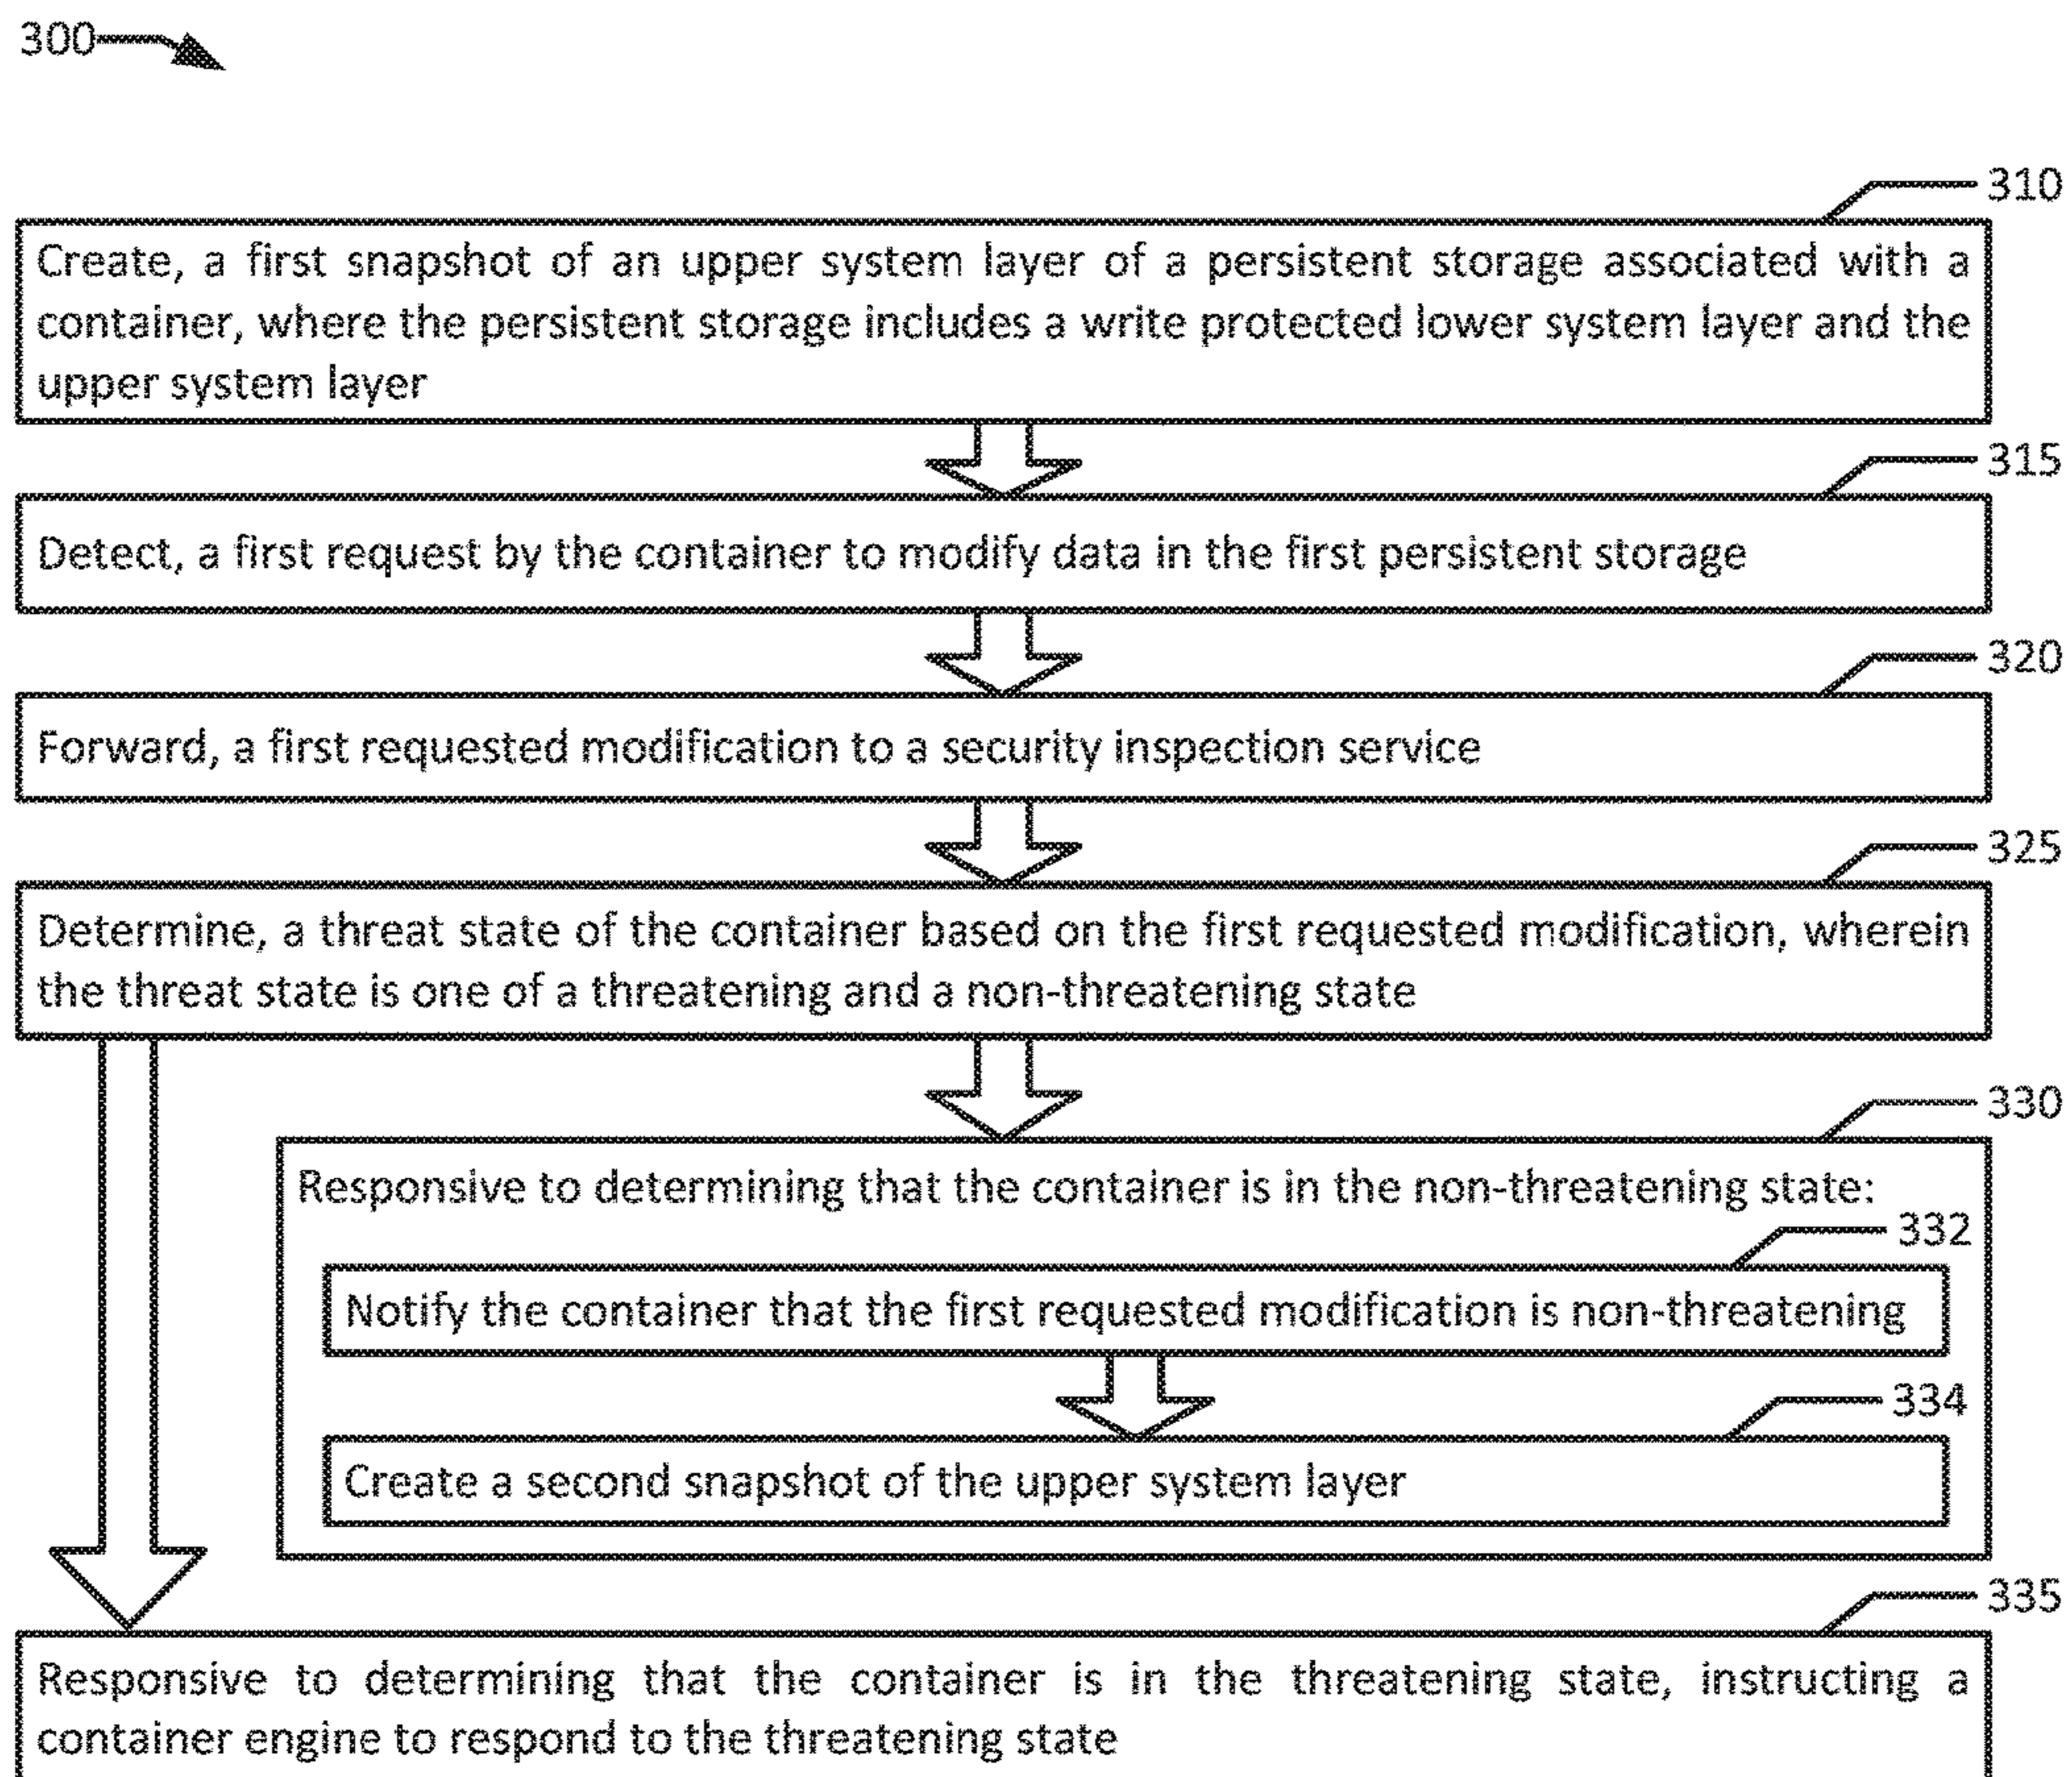 300
310
Create, a first snapshot of an upper system layer of a persistent storage associated with a
container, where the persistent storage includes a write protected lower system layer and the
upper system layer
315
Detect, a first request by the container to modify data in the first persistent storage
320
Forward, a first requested modification to a security inspection service
325
Determine, a threat state of the container based on the first requested modification, wherein
the threat state is one of a threatening and a non-threatening state
330
Responsive to determining that the container is in the non-threatening state:
332
Notify the container that the first requested modification is non-threatening
334
Create a second snapshot of the upper system layer
335
Responsive to determining that the container is in the threatening state, instructing a
container engine to respond to the threatening state